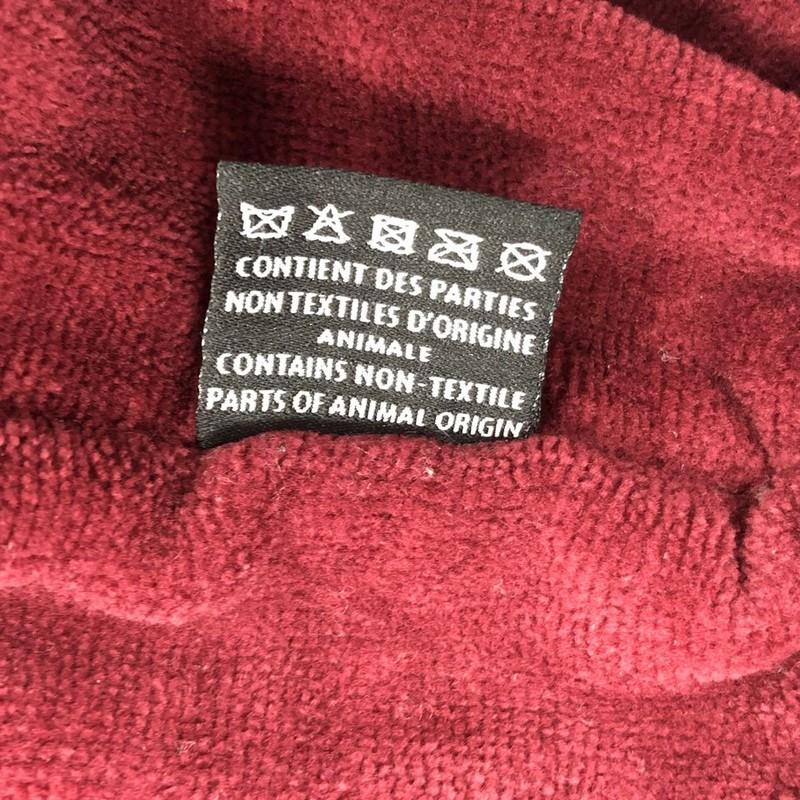 CONTIENT DES PARTIES
NON TEXTILES D'ORIGINE
ANIMALE
CONTAINS NON-TEXTILE
PARTS OF ANIMAL ORIGIN